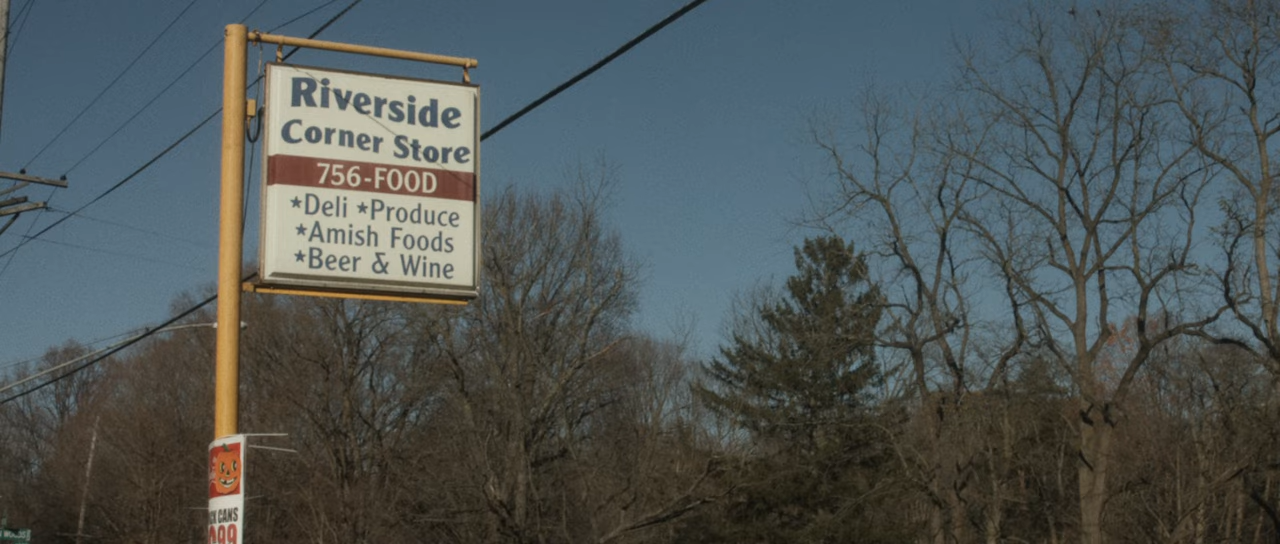 Riverside
Corner Store
756-FOOD
*Deli *Produce
*Amish Foods
*Beer & Wine
CANS